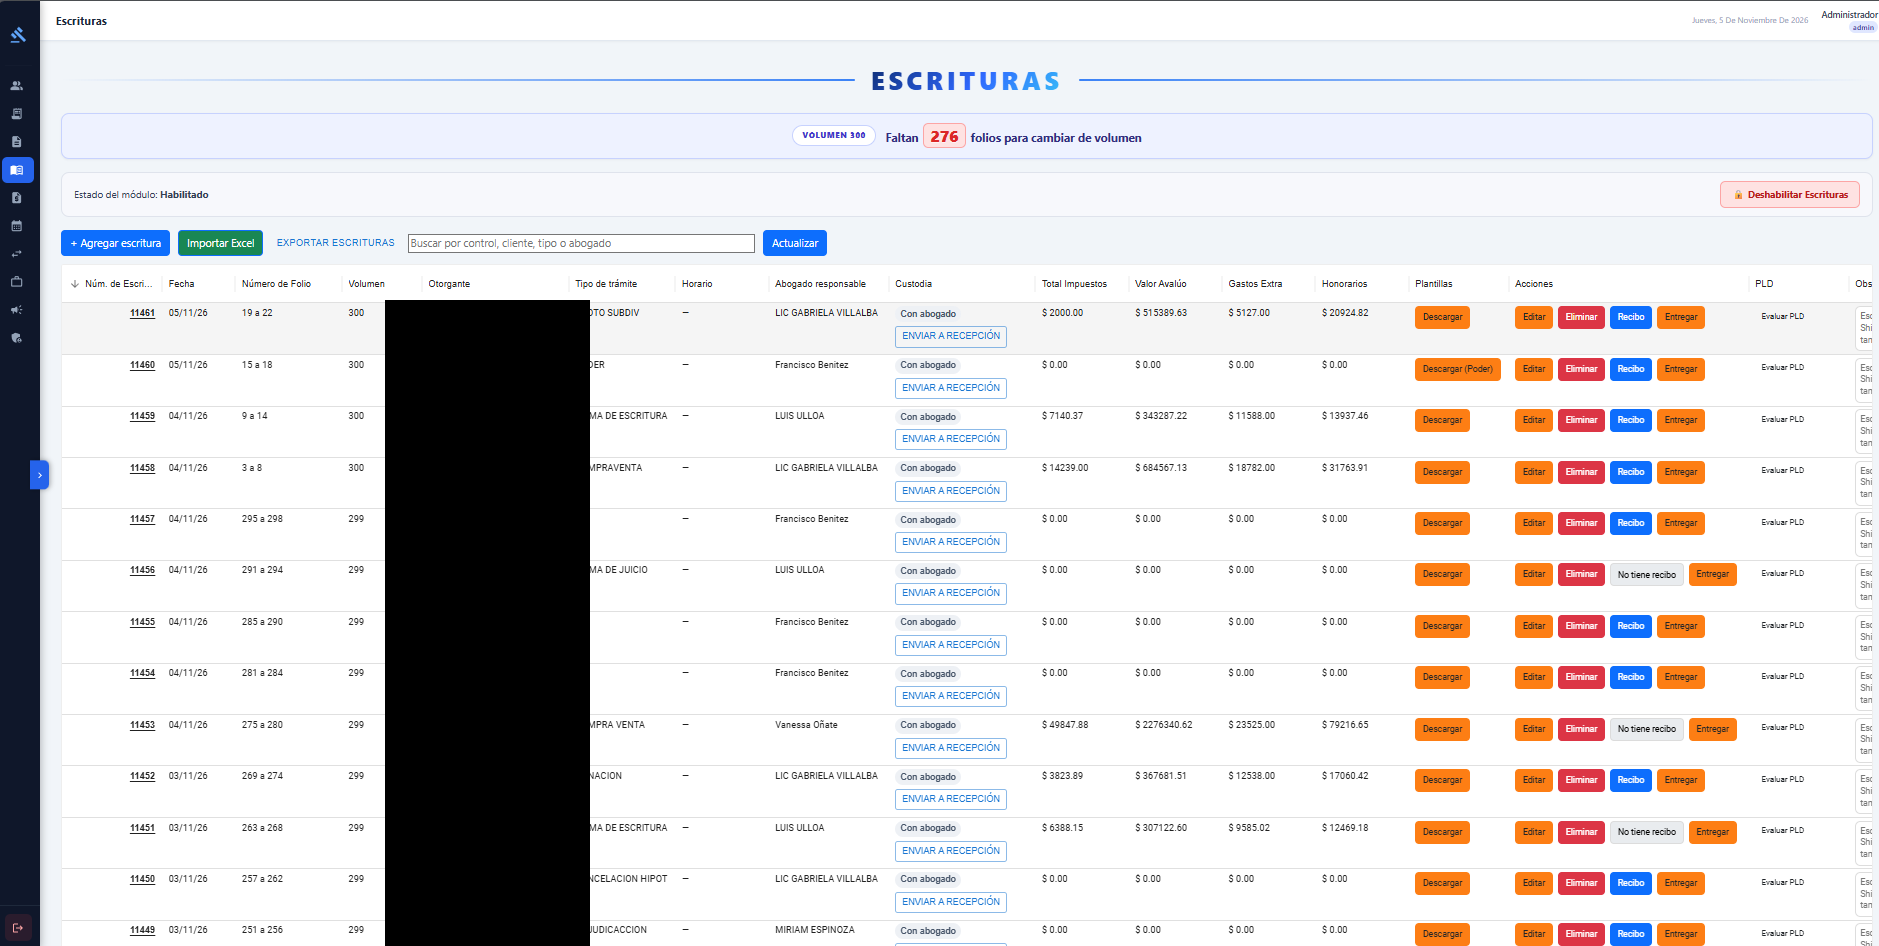 Escrituras
Jueves, 5 De Noviembre De 2026
Administrador
admin
ESCRITURAS
VOLUMEN 300 Faltan 276 folios para cambiar de volumen
Estado del módulo: Habilitado
Deshabilitar Escrituras
+ Agregar escritura Importar Excel EXPORTAR ESCRITURAS Buscar por control, cliente, tipo o abogado Actualizar
Núm. de Escri... Fecha Número de Folio Volumen Otorgante Tipo de trámite Horario Abogado responsable Custodia Total Impuestos Valor Avalúo Gastos Extra Honorarios Plantillas Acciones PLD Obs
11461 05/11/26 19 a 22 300 OTO SUBDIV — LIC GABRIELA VILLALBA Con abogado $ 2000.00 $ 515389.63 $ 5127.00 $ 20924.82 Descargar Editar Eliminar Recibo Entregar Evaluar PLD
ENVIAR A RECEPCIÓN
11460 05/11/26 15 a 18 300 DER — Francisco Benitez Con abogado $ 0.00 $ 0.00 $ 0.00 $ 0.00 Descargar (Poder) Editar Eliminar Recibo Entregar Evaluar PLD
ENVIAR A RECEPCIÓN
11459 04/11/26 9 a 14 300 MA DE ESCRITURA — LUIS ULLOA Con abogado $ 7140.37 $ 343287.22 $ 11588.00 $ 13937.46 Descargar Editar Eliminar Recibo Entregar Evaluar PLD
ENVIAR A RECEPCIÓN
11458 04/11/26 3 a 8 300 MPRAVENTA — LIC GABRIELA VILLALBA Con abogado $ 14239.00 $ 684567.13 $ 18782.00 $ 31763.91 Descargar Editar Eliminar Recibo Entregar Evaluar PLD
ENVIAR A RECEPCIÓN
11457 04/11/26 295 a 298 299 — Francisco Benitez Con abogado $ 0.00 $ 0.00 $ 0.00 $ 0.00 Descargar Editar Eliminar Recibo Entregar Evaluar PLD
ENVIAR A RECEPCIÓN
11456 04/11/26 291 a 294 299 MA DE JUICIO — LUIS ULLOA Con abogado $ 0.00 $ 0.00 $ 0.00 $ 0.00 Descargar Editar Eliminar No tiene recibo Entregar Evaluar PLD
ENVIAR A RECEPCIÓN
11455 04/11/26 285 a 290 299 — Francisco Benitez Con abogado $ 0.00 $ 0.00 $ 0.00 $ 0.00 Descargar Editar Eliminar Recibo Entregar Evaluar PLD
ENVIAR A RECEPCIÓN
11454 04/11/26 281 a 284 299 — Francisco Benitez Con abogado $ 0.00 $ 0.00 $ 0.00 $ 0.00 Descargar Editar Eliminar Recibo Entregar Evaluar PLD
ENVIAR A RECEPCIÓN
11453 04/11/26 275 a 280 299 MPRA VENTA — Vanessa Oñate Con abogado $ 49847.88 $ 2276340.62 $ 23525.00 $ 79216.65 Descargar Editar Eliminar No tiene recibo Entregar Evaluar PLD
ENVIAR A RECEPCIÓN
11452 03/11/26 269 a 274 299 NACION — LIC GABRIELA VILLALBA Con abogado $ 3823.89 $ 367681.51 $ 12538.00 $ 17060.42 Descargar Editar Eliminar Recibo Entregar Evaluar PLD
ENVIAR A RECEPCIÓN
11451 03/11/26 263 a 268 299 MA DE ESCRITURA — LUIS ULLOA Con abogado $ 6388.15 $ 307122.60 $ 9585.02 $ 12469.18 Descargar Editar Eliminar No tiene recibo Entregar Evaluar PLD
ENVIAR A RECEPCIÓN
11450 03/11/26 257 a 262 299 NCELACION HIPOT — LIC GABRIELA VILLALBA Con abogado $ 0.00 $ 0.00 $ 0.00 $ 0.00 Descargar Editar Eliminar Recibo Entregar Evaluar PLD
ENVIAR A RECEPCIÓN
11449 03/11/26 251 a 256 299 JUDICACCION — MIRIAM ESPINOZA Con abogado $ 0.00 $ 0.00 $ 0.00 $ 0.00 Descargar Editar Eliminar Recibo Entregar Evaluar PLD